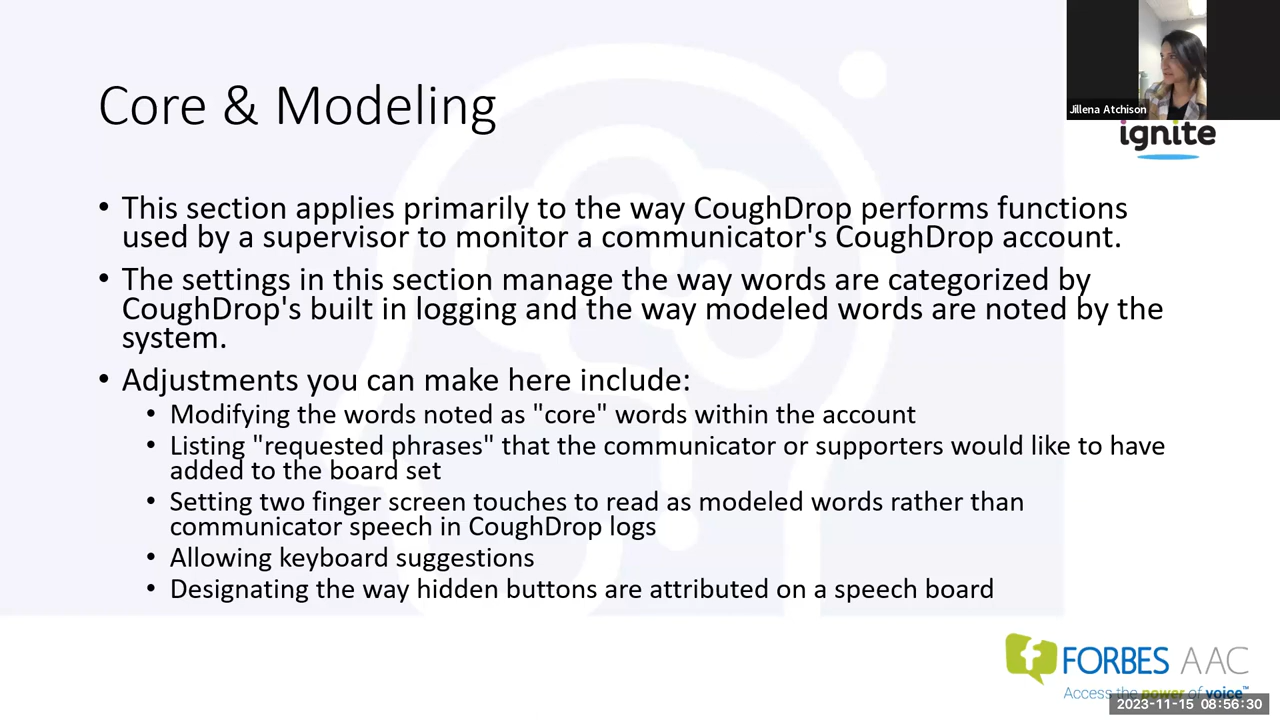 Core & Modeling
Jillena Atchison
ignite
• This section applies primarily to the way CoughDrop performs functions
used by a supervisor to monitor a communicator's CoughDrop account.
• The settings in this section manage the way words are categorized by
CoughDrop's built in logging and the way modeled words are noted by the
system.
• Adjustments you can make here include:
• Modifying the words noted as "core" words within the account
• Listing "requested phrases" that the communicator or supporters would like to have
added to the board set
• Setting two finger screen touches to read as modeled words rather than
communicator speech in CoughDrop logs
• Allowing keyboard suggestions
• Designating the way hidden buttons are attributed on a speech board
FORBES AAC
Access the power of voice™
2023-11-15 08:56:30